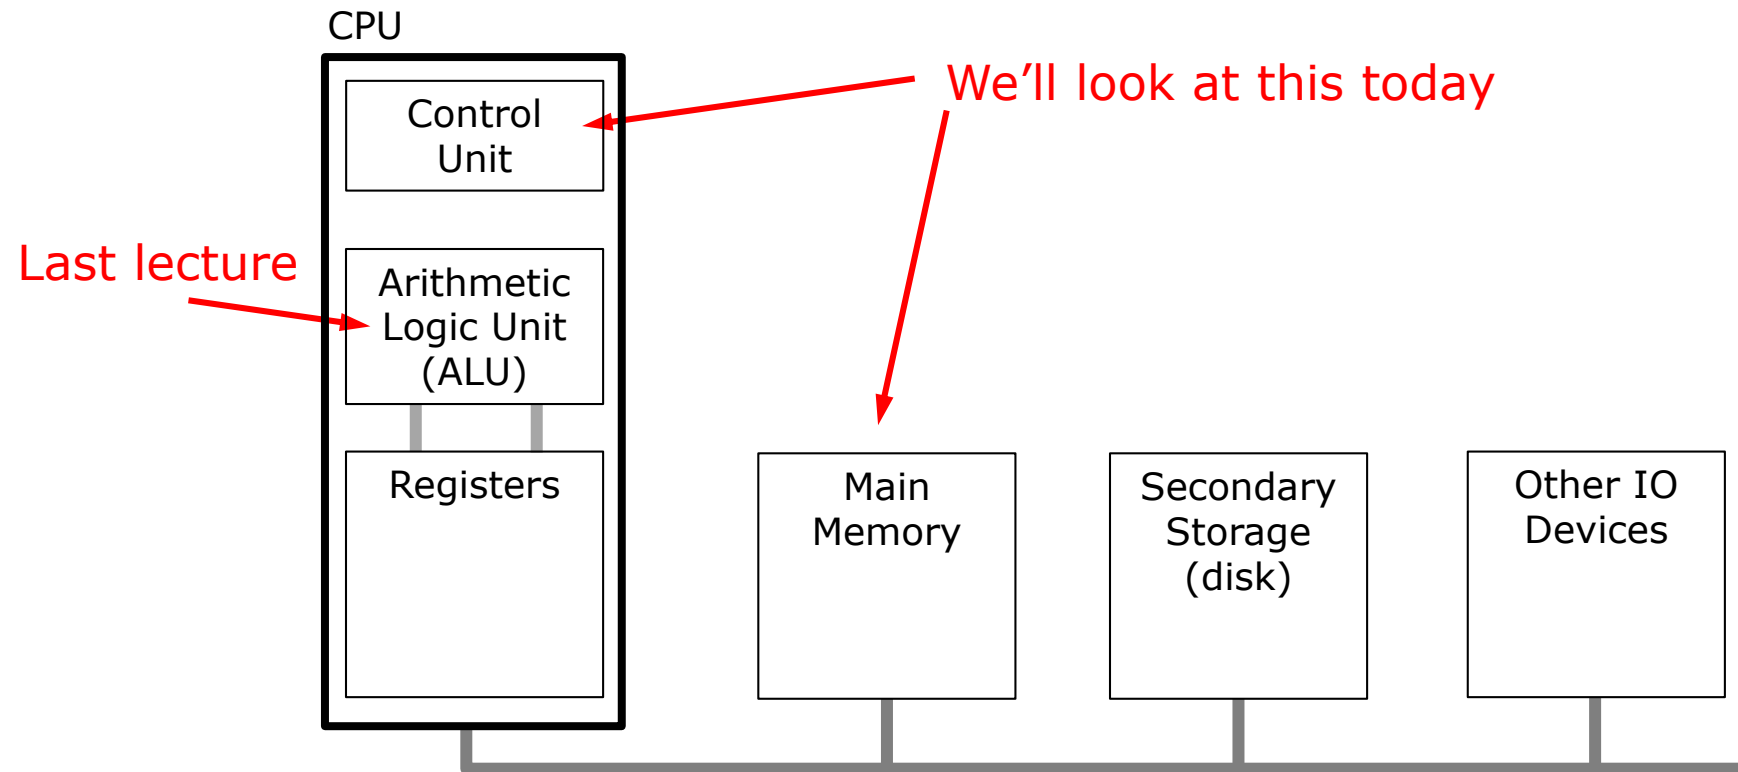 CPU
Control
Unit
We’ll look at this today
Last lecture
Arithmetic
Logic Unit
(ALU)
Registers
Main
Memory
Secondary
Storage
(disk)
Other IO
Devices